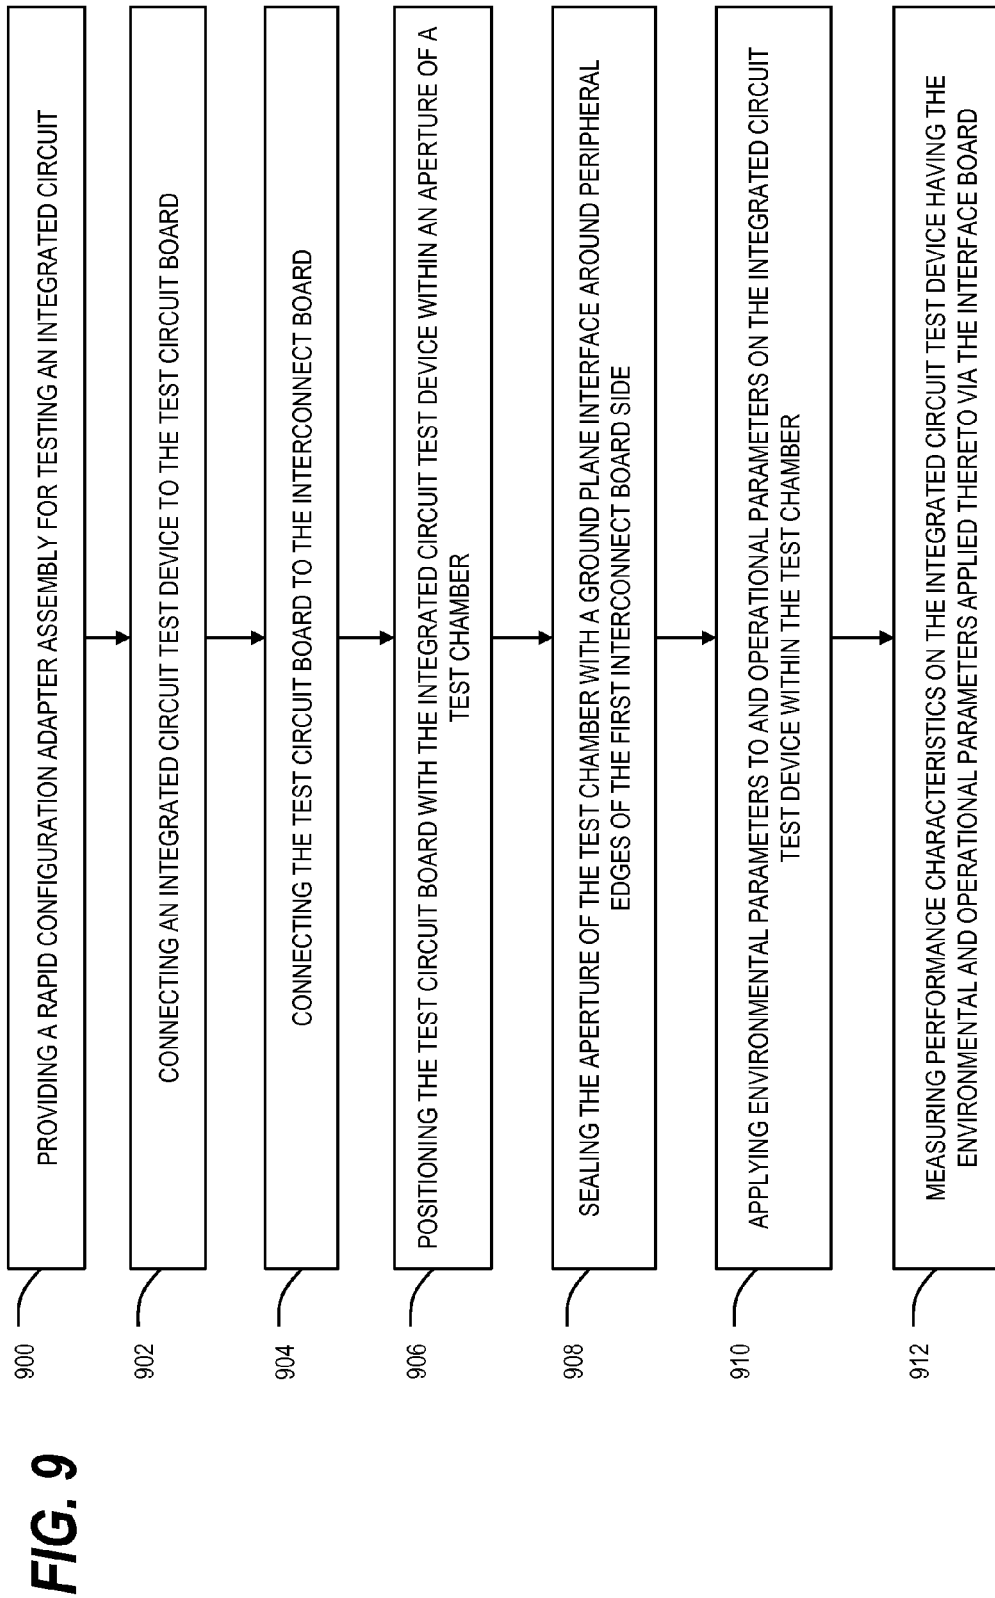 FIG. 9
900
PROVIDING A RAPID CONFIGURATION ADAPTER ASSEMBLY FOR TESTING AN INTEGRATED CIRCUIT
902
CONNECTING AN INTEGRATED CIRCUIT TEST DEVICE TO THE TEST CIRCUIT BOARD
904
CONNECTING THE TEST CIRCUIT BOARD TO THE INTERCONNECT BOARD
906
POSITIONING THE TEST CIRCUIT BOARD WITH THE INTEGRATED CIRCUIT TEST DEVICE WITHIN AN APERTURE OF A
TEST CHAMBER
908
SEALING THE APERTURE OF THE TEST CHAMBER WITH A GROUND PLANE INTERFACE AROUND PERIPHERAL
EDGES OF THE FIRST INTERCONNECT BOARD SIDE
910
APPLYING ENVIRONMENTAL PARAMETERS TO AND OPERATIONAL PARAMETERS ON THE INTEGRATED CIRCUIT
TEST DEVICE WITHIN THE TEST CHAMBER
912
MEASURING PERFORMANCE CHARACTERISTICS ON THE INTEGRATED CIRCUIT TEST DEVICE HAVING THE
ENVIRONMENTAL AND OPERATIONAL PARAMETERS APPLIED THERETO VIA THE INTERFACE BOARD